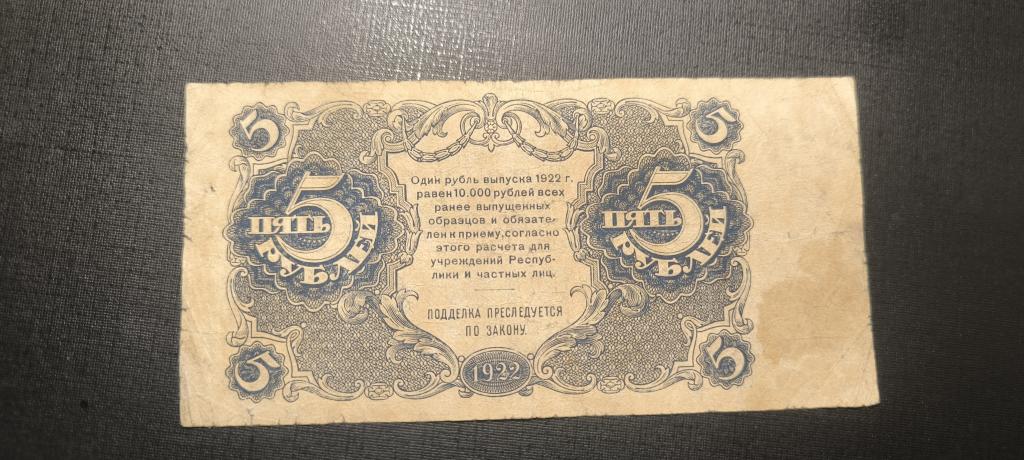 5
5
5
ПЯТЬ
РУБЛЕЙ
Один рубль выпуска 1922 г.
равен 10.000 рублей всех
ранее выпущенных
образцов и обязате-
лен к приему, согласно
этого расчета для
учреждений Респуб-
лики и частных лиц.
ПОДДЕЛКА ПРЕСЛЕДУЕТСЯ
ПО ЗАКОНУ.
5
ПЯТЬ
РУБЛЕЙ
5
1922
5